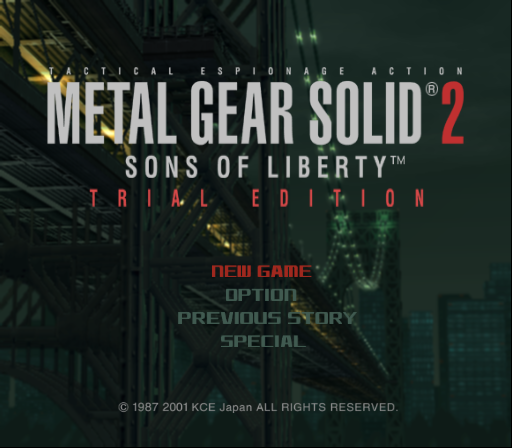 TACTICAL ESPIONAGE ACTION
METAL GEAR SOLID® 2
SONS OF LIBERTY™
TRIAL EDITION
NEW GAME
OPTION
PREVIOUS STORY
SPECIAL
© 1987 2001 KCE Japan ALL RIGHTS RESERVED.